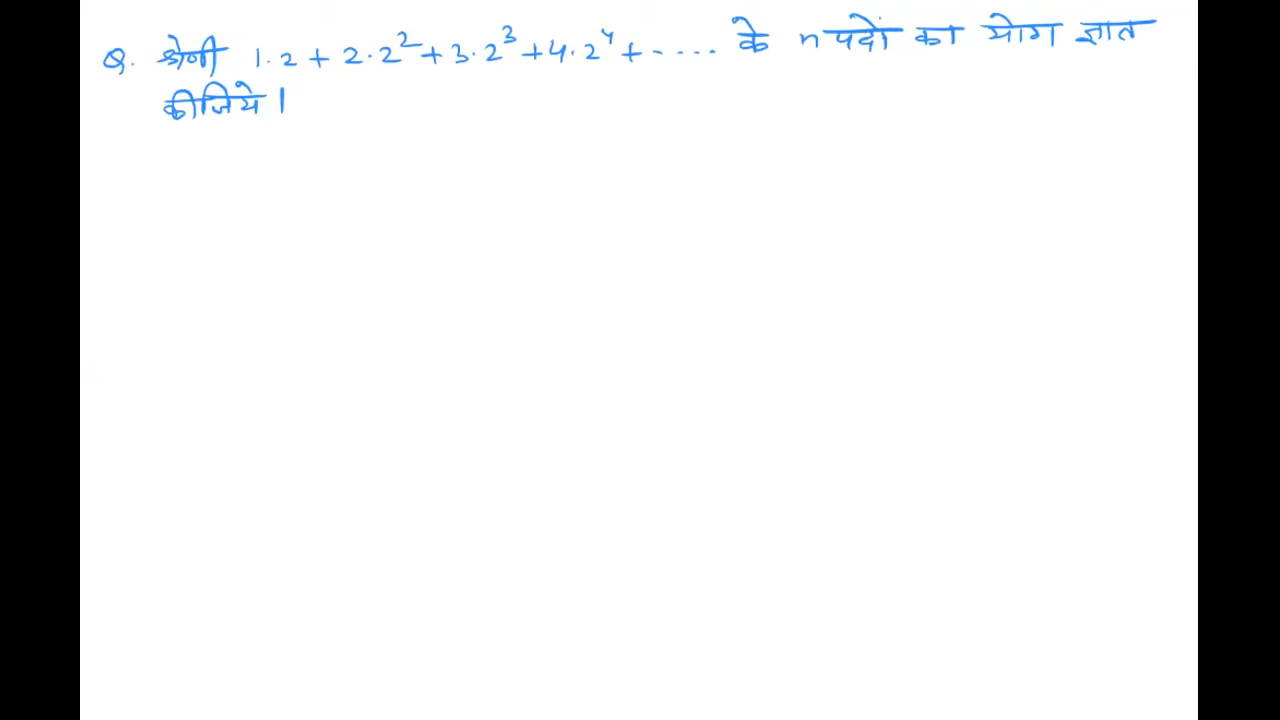 Q. श्रेणी 1.2 + 2.2² + 3.2³ + 4.2⁴ + ..... के n पदों का योग ज्ञात
कीजिये।